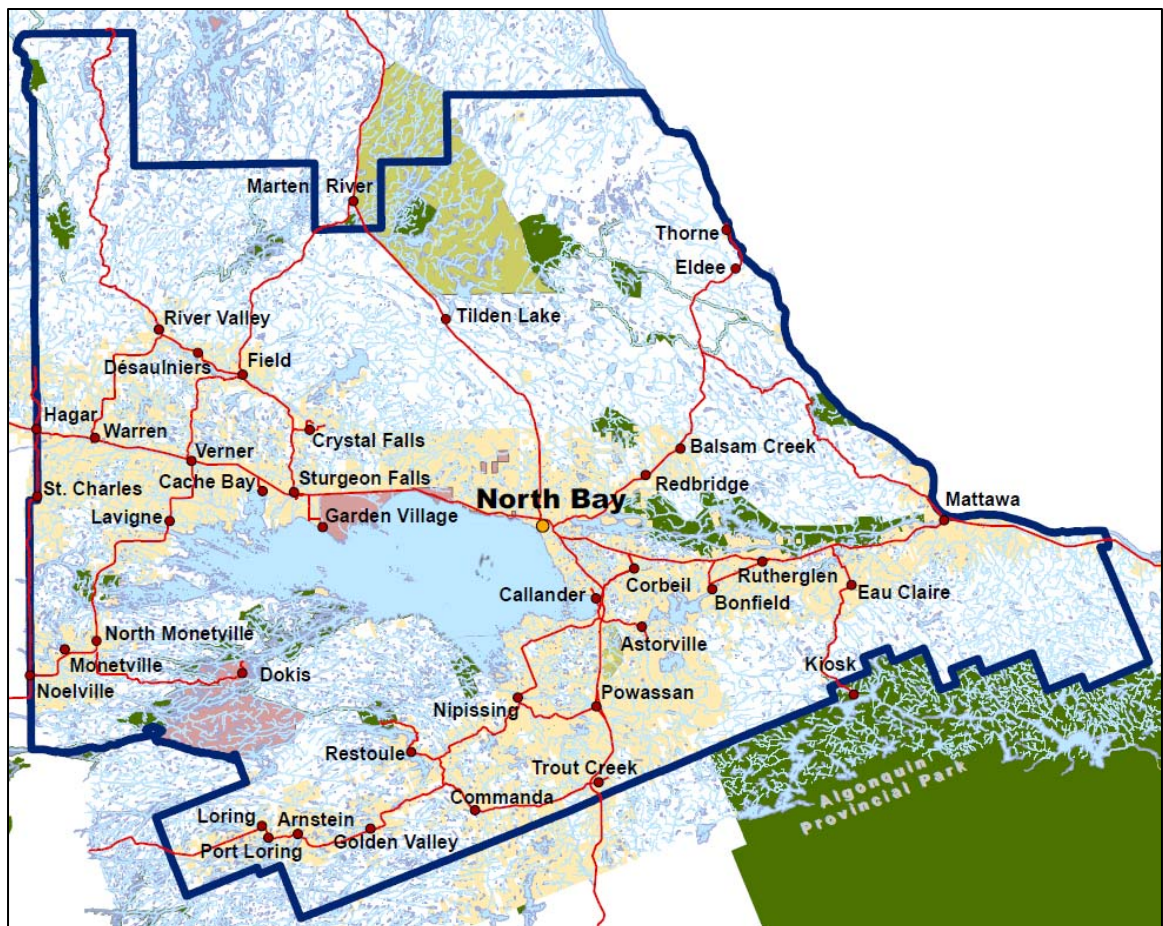 Marten River
Thorne
Eldee
Tilden Lake
River Valley
Désaulniers
Field
Hagar
Warren
Crystal Falls
Verner
Balsam Creek
Cache Bay
Sturgeon Falls
Redbridge
St. Charles
North Bay
Mattawa
Lavigne
Garden Village
Corbeil
Rutherglen
Callander
Bonfield
Eau Claire
North Monetville
Astorville
Monetville
Dokis
Kiosk
Noelville
Nipissing
Powassan
Restoule
Trout Creek
Algonquin
Provincial Park
Commanda
Loring
Arnstein
Port Loring
Golden Valley